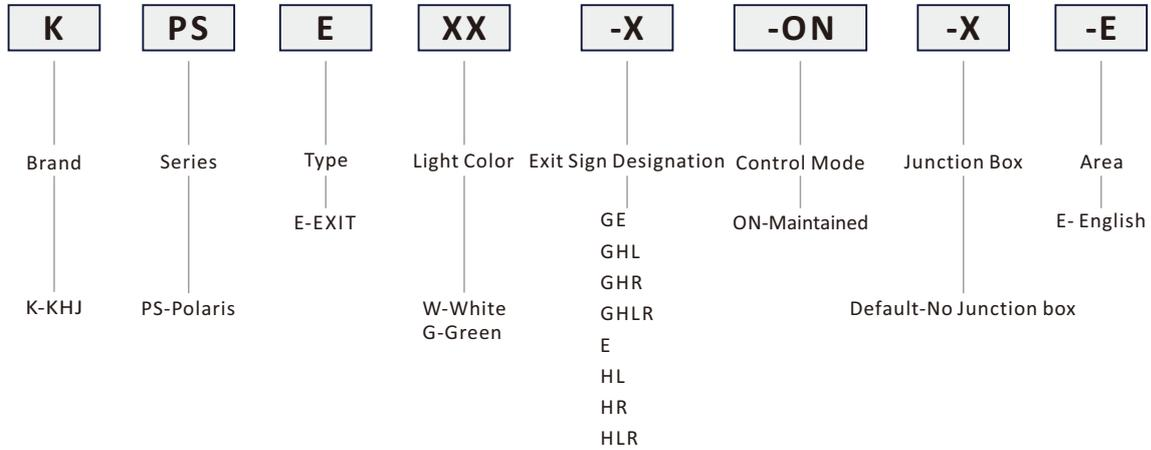 K PS E XX -X -ON -X -E
Brand Series Type Light Color Exit Sign Designation Control Mode Junction Box Area
E-EXIT GE ON-Maintained E- English
GHL
GHR
K-KHJ PS-Polaris W-White GHLR Default-No Junction box
G-Green
E
HL
HR
HLR